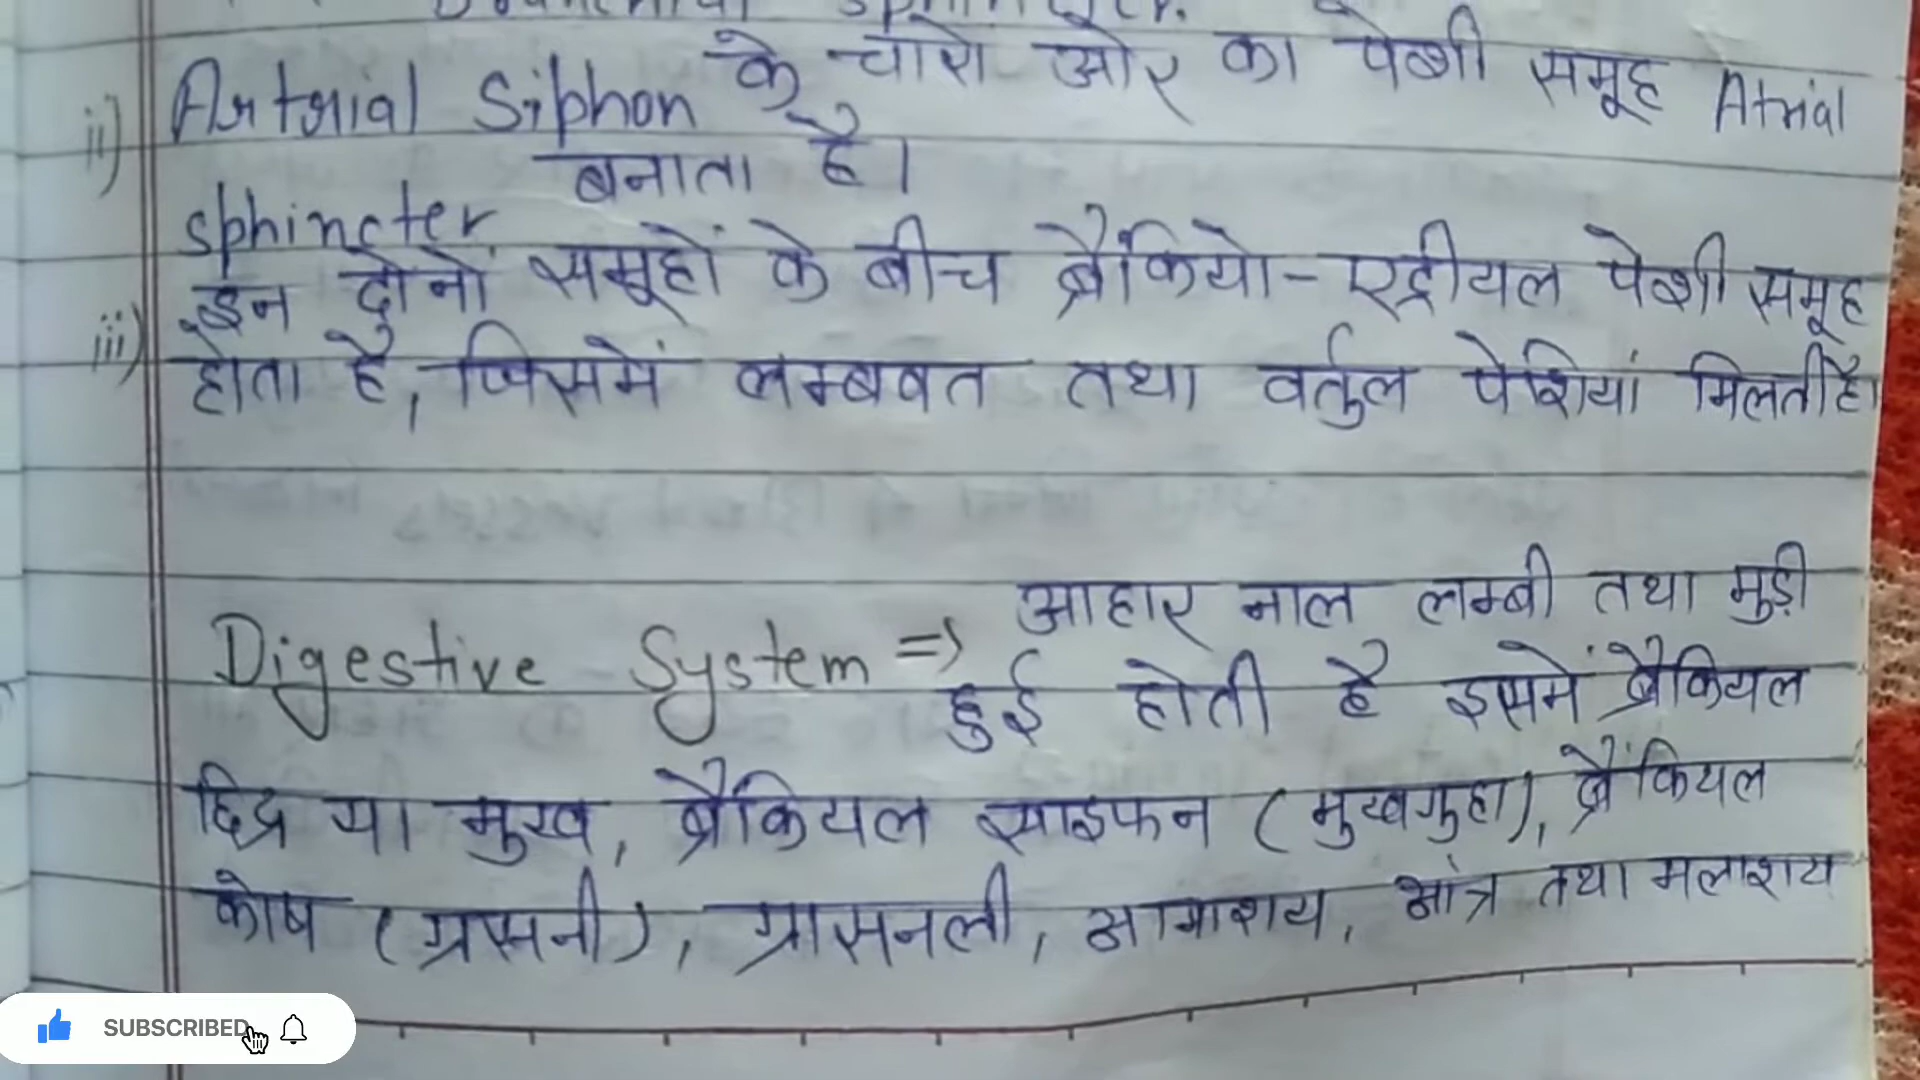 ii) Artrial Siphon के चारो ओर का पेशी समूह Atrial
sphincter बनाता है।
iii) इन दोनों समूहों के बीच ब्रैंकियो-एट्रीयल पेशी समूह
होता है, जिसमें लम्बवत तथा वर्तुल पेशियां मिलती है।
Digestive System => आहार नाल लम्बी तथा मुड़ी
हुई होती है इसमें ब्रैंकियल
छिद्र या मुख, ब्रैंकियल साइफन (मुखगुहा), ब्रैंकियल
कोष (ग्रसनी), ग्रासनली, आमाशय, आंत्र तथा मलाशय
SUBSCRIBED